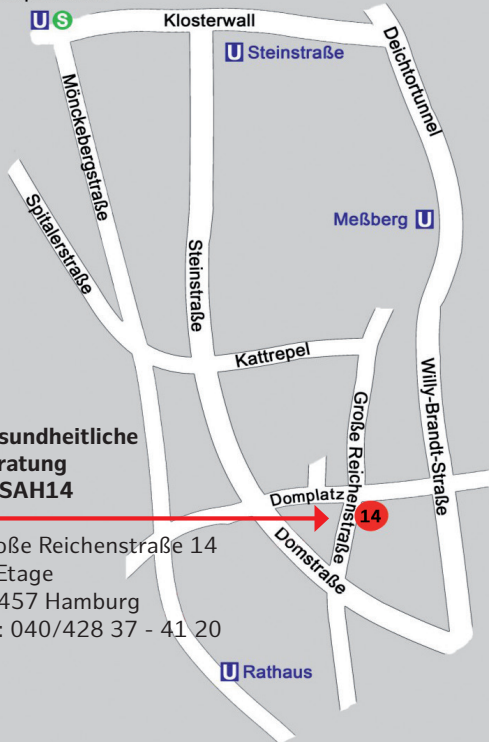 U S
Klosterwall
U Steinstraße
Deichtortunnel
Mönckebergstraße
Spitalerstraße
Meßberg U
Steinstraße
Kattrepel
Willy-Brandt-Straße
Große Reichenstraße
sundheitliche
ratung
SAH14
Domplatz
14
Domstraße
oße Reichenstraße 14
Etage
457 Hamburg
: 040/428 37 - 41 20
U Rathaus